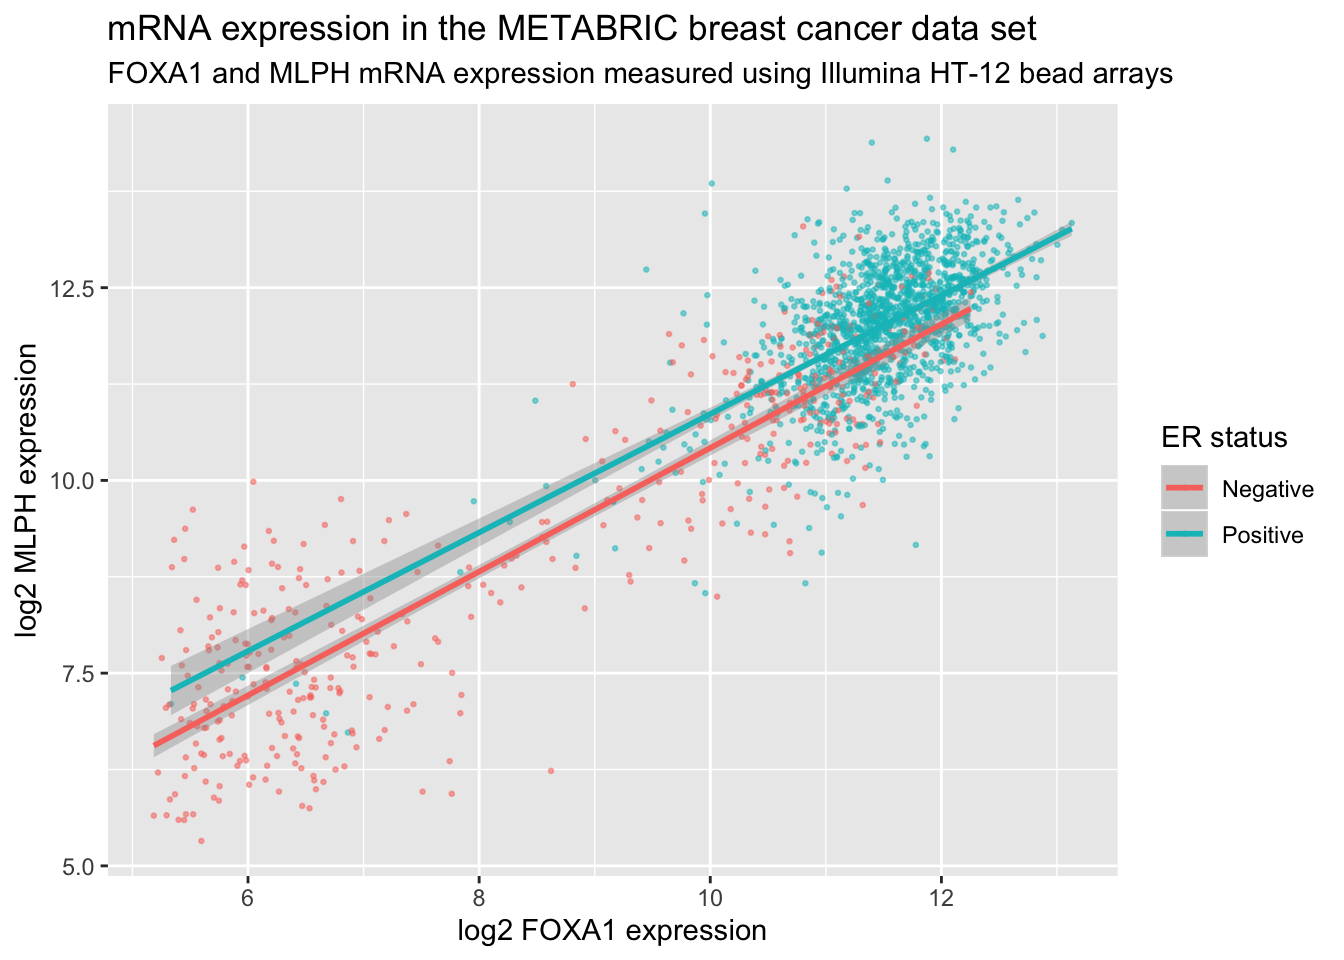 mRNA expression in the METABRIC breast cancer data set
FOXA1 and MLPH mRNA expression measured using Illumina HT-12 bead arrays
log2 MLPH expression
12.5
10.0
7.5
5.0
6 8 10 12
log2 FOXA1 expression
ER status
Negative
Positive